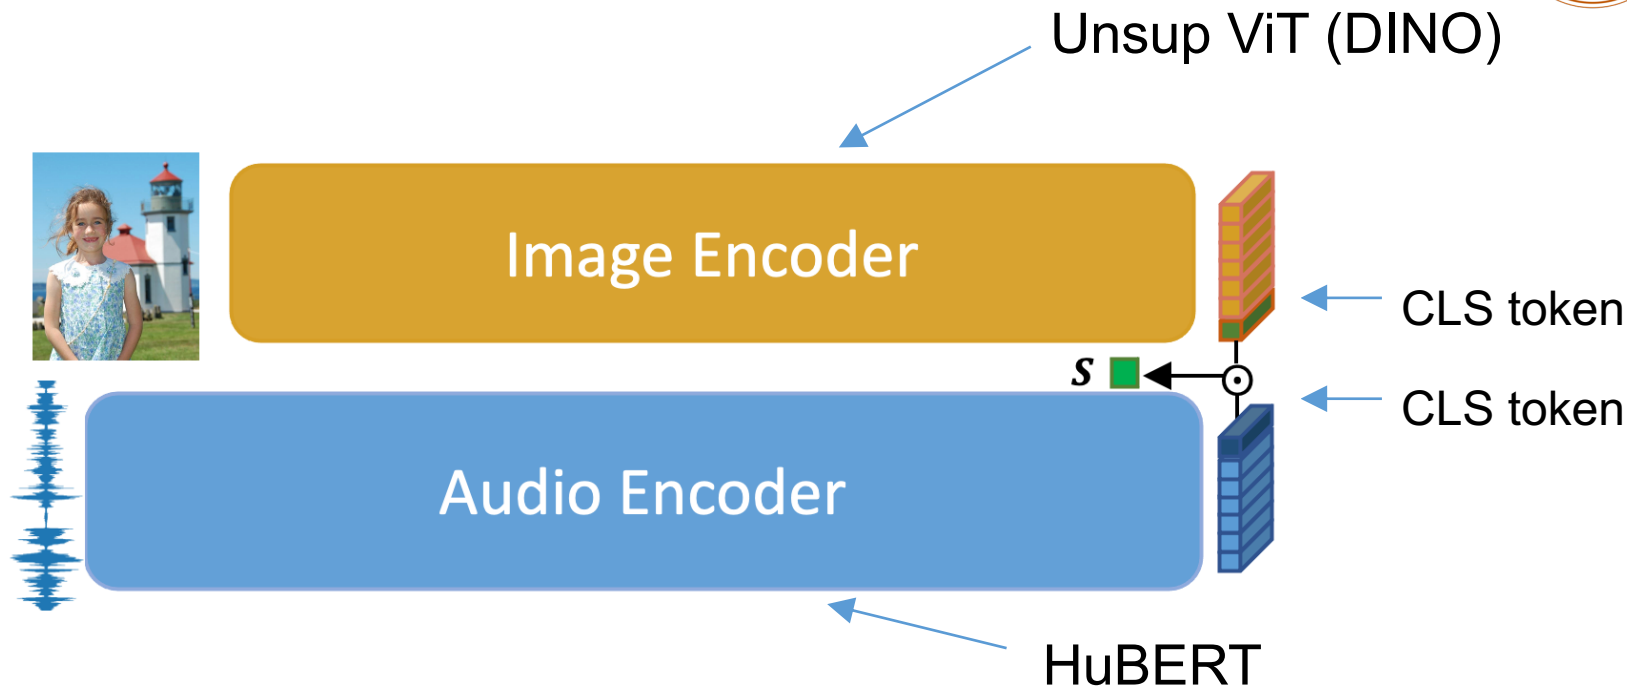 Unsup ViT (DINO)
Image Encoder
CLS token
S
CLS token
Audio Encoder
HuBERT